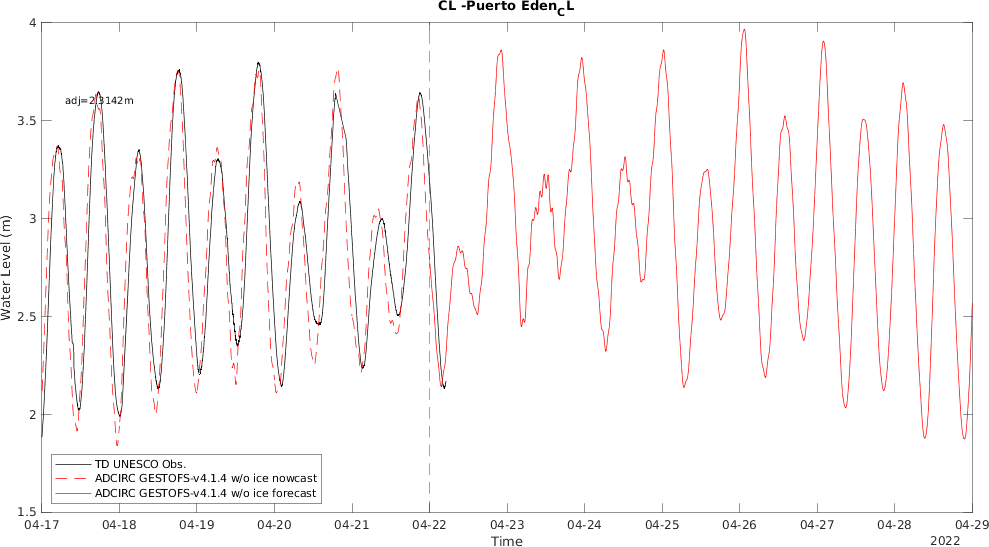 CL -Puerto Eden_CL
4
3.5
3
2.5
2
1.5
Water Level (m)
adj=2.3142m
TD UNESCO Obs.
ADCIRC GESTOFS-v4.1.4 w/o ice nowcast
ADCIRC GESTOFS-v4.1.4 w/o ice forecast
04-17 04-18 04-19 04-20 04-21 04-22 04-23 04-24 04-25 04-26 04-27 04-28 04-29
Time
2022